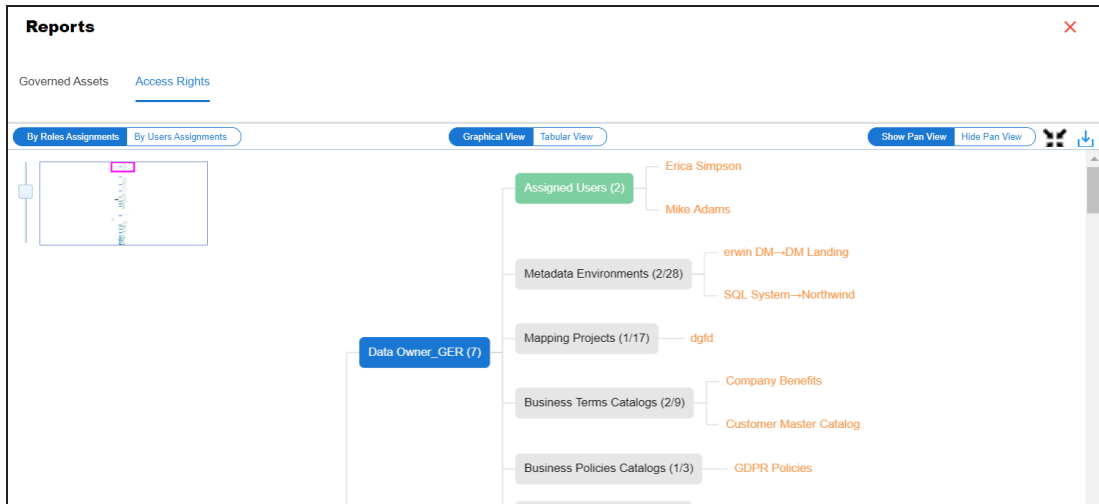 Reports
Governed Assets
Access Rights
By Roles Assignments
By Users Assignments
Graphical View
Tabular View
Show Pan View
Hide Pan View
Erica Simpson
Assigned Users (2)
Mike Adams
erwin DM→DM Landing
Metadata Environments (2/28)
SQL System→Northwind
Mapping Projects (1/17)
dgfd
Data Owner_GER (7)
Company Benefits
Business Terms Catalogs (2/9)
Customer Master Catalog
Business Policies Catalogs (1/3)
GDPR Policies